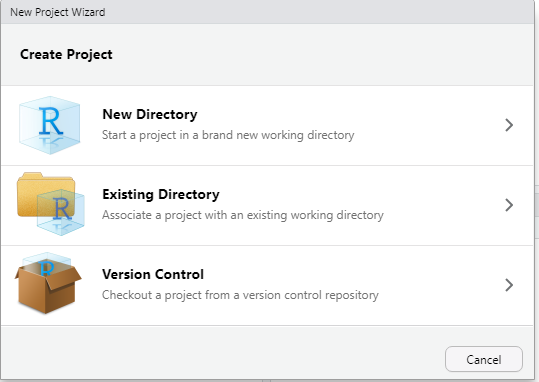 New Project Wizard
Create Project
R
New Directory
Start a project in a brand new working directory
R
Existing Directory
Associate a project with an existing working directory
R
Version Control
Checkout a project from a version control repository
Cancel